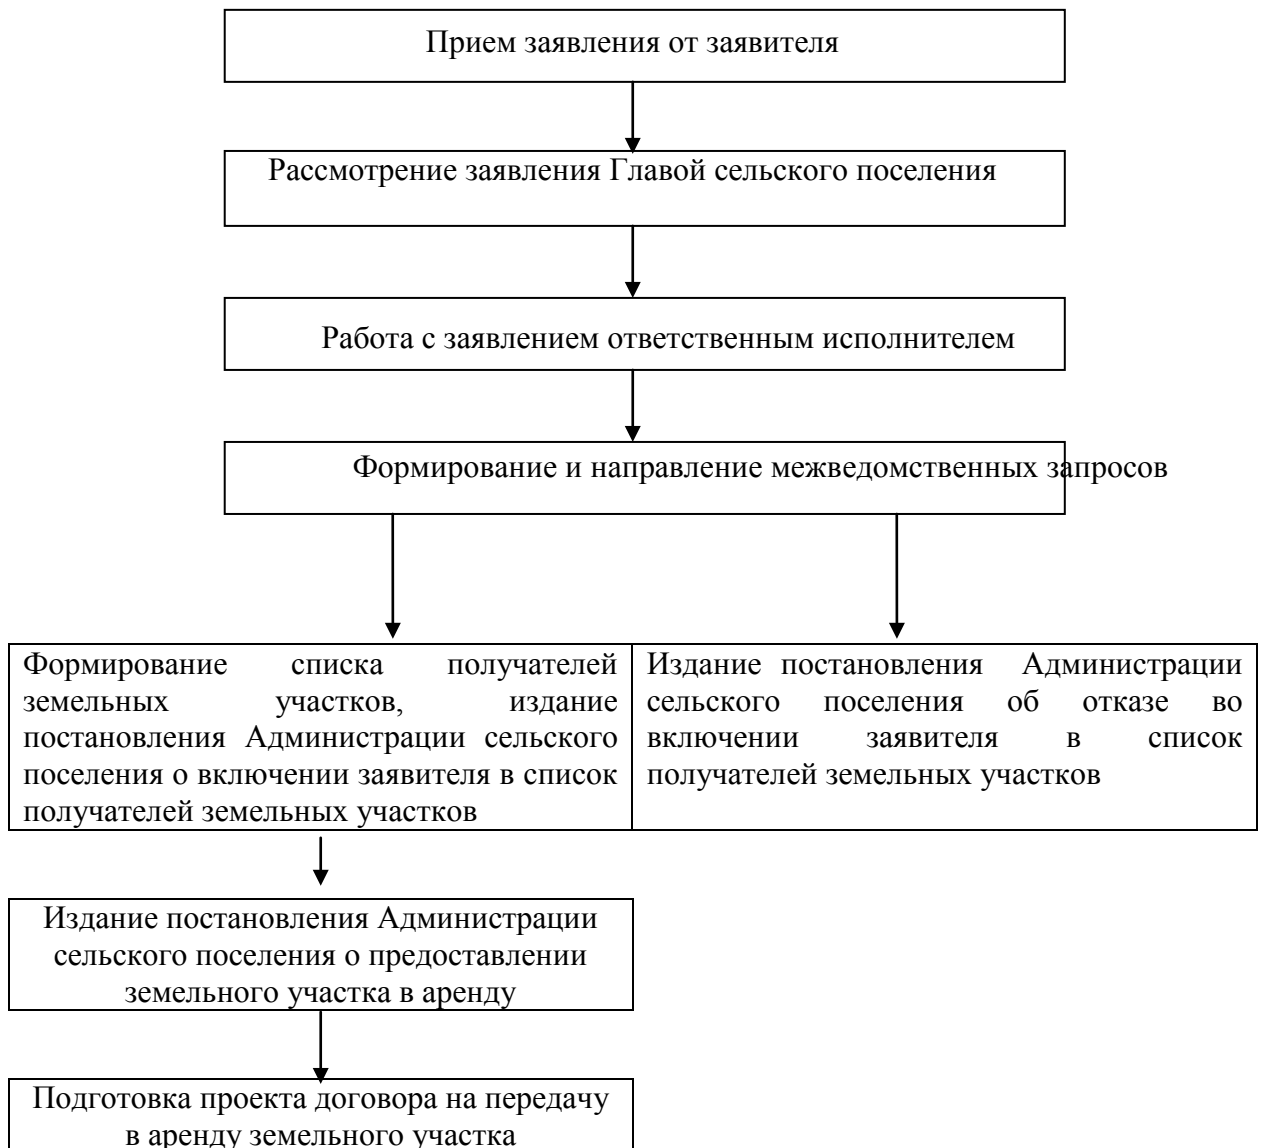 Прием заявления от заявителя
Рассмотрение заявления Главой сельского поселения
Работа с заявлением ответственным исполнителем
Формирование и направление межведомственных запросов
Формирование списка получателей
земельных участков, издание
постановления Администрации сельского
поселения о включении заявителя в список
получателей земельных участков
Издание постановления Администрации
сельского поселения об отказе во
включении заявителя в список
получателей земельных участков
Издание постановления Администрации
сельского поселения о предоставлении
земельного участка в аренду
Подготовка проекта договора на передачу
в аренду земельного участка